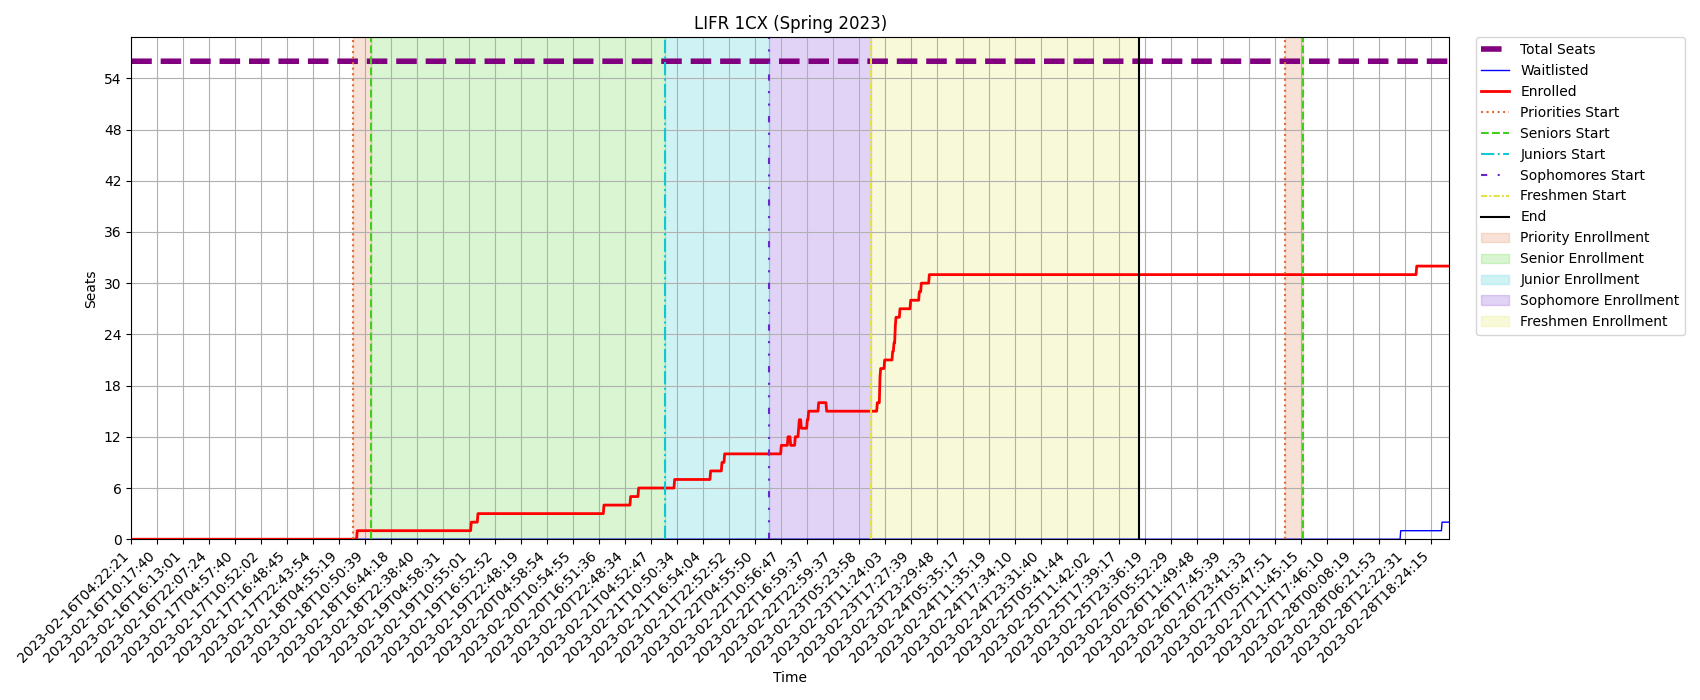 LIFR 1CX (Spring 2023)
Seats
54
48
42
36
30
24
18
12
6
0
2023-02-16T04:22:21
2023-02-16T10:17:40
2023-02-16T16:13:01
2023-02-16T22:07:24
2023-02-17T04:57:40
2023-02-17T10:52:02
2023-02-17T16:48:45
2023-02-17T22:43:54
2023-02-18T04:55:19
2023-02-18T10:50:39
2023-02-18T16:44:18
2023-02-18T22:38:40
2023-02-19T04:58:31
2023-02-19T10:55:01
2023-02-19T16:52:52
2023-02-19T22:48:19
2023-02-20T04:58:54
2023-02-20T10:54:55
2023-02-20T16:51:36
2023-02-20T22:48:34
2023-02-21T04:52:47
2023-02-21T10:50:34
2023-02-21T16:54:04
2023-02-21T22:52:52
2023-02-22T04:55:50
2023-02-22T10:56:47
2023-02-22T16:59:37
2023-02-22T22:59:37
2023-02-23T05:23:58
2023-02-23T11:24:03
2023-02-23T17:27:39
2023-02-23T23:29:48
2023-02-24T05:35:17
2023-02-24T11:35:19
2023-02-24T17:34:10
2023-02-24T23:31:40
2023-02-25T05:41:44
2023-02-25T11:42:02
2023-02-25T17:39:17
2023-02-25T23:36:19
2023-02-26T05:52:29
2023-02-26T11:49:48
2023-02-26T17:45:39
2023-02-26T23:41:33
2023-02-27T05:47:51
2023-02-27T11:45:15
2023-02-27T17:46:10
2023-02-28T00:08:19
2023-02-28T06:21:53
2023-02-28T12:22:31
2023-02-28T18:24:15
Time
Total Seats
Waitlisted
Enrolled
Priorities Start
Seniors Start
Juniors Start
Sophomores Start
Freshmen Start
End
Priority Enrollment
Senior Enrollment
Junior Enrollment
Sophomore Enrollment
Freshmen Enrollment